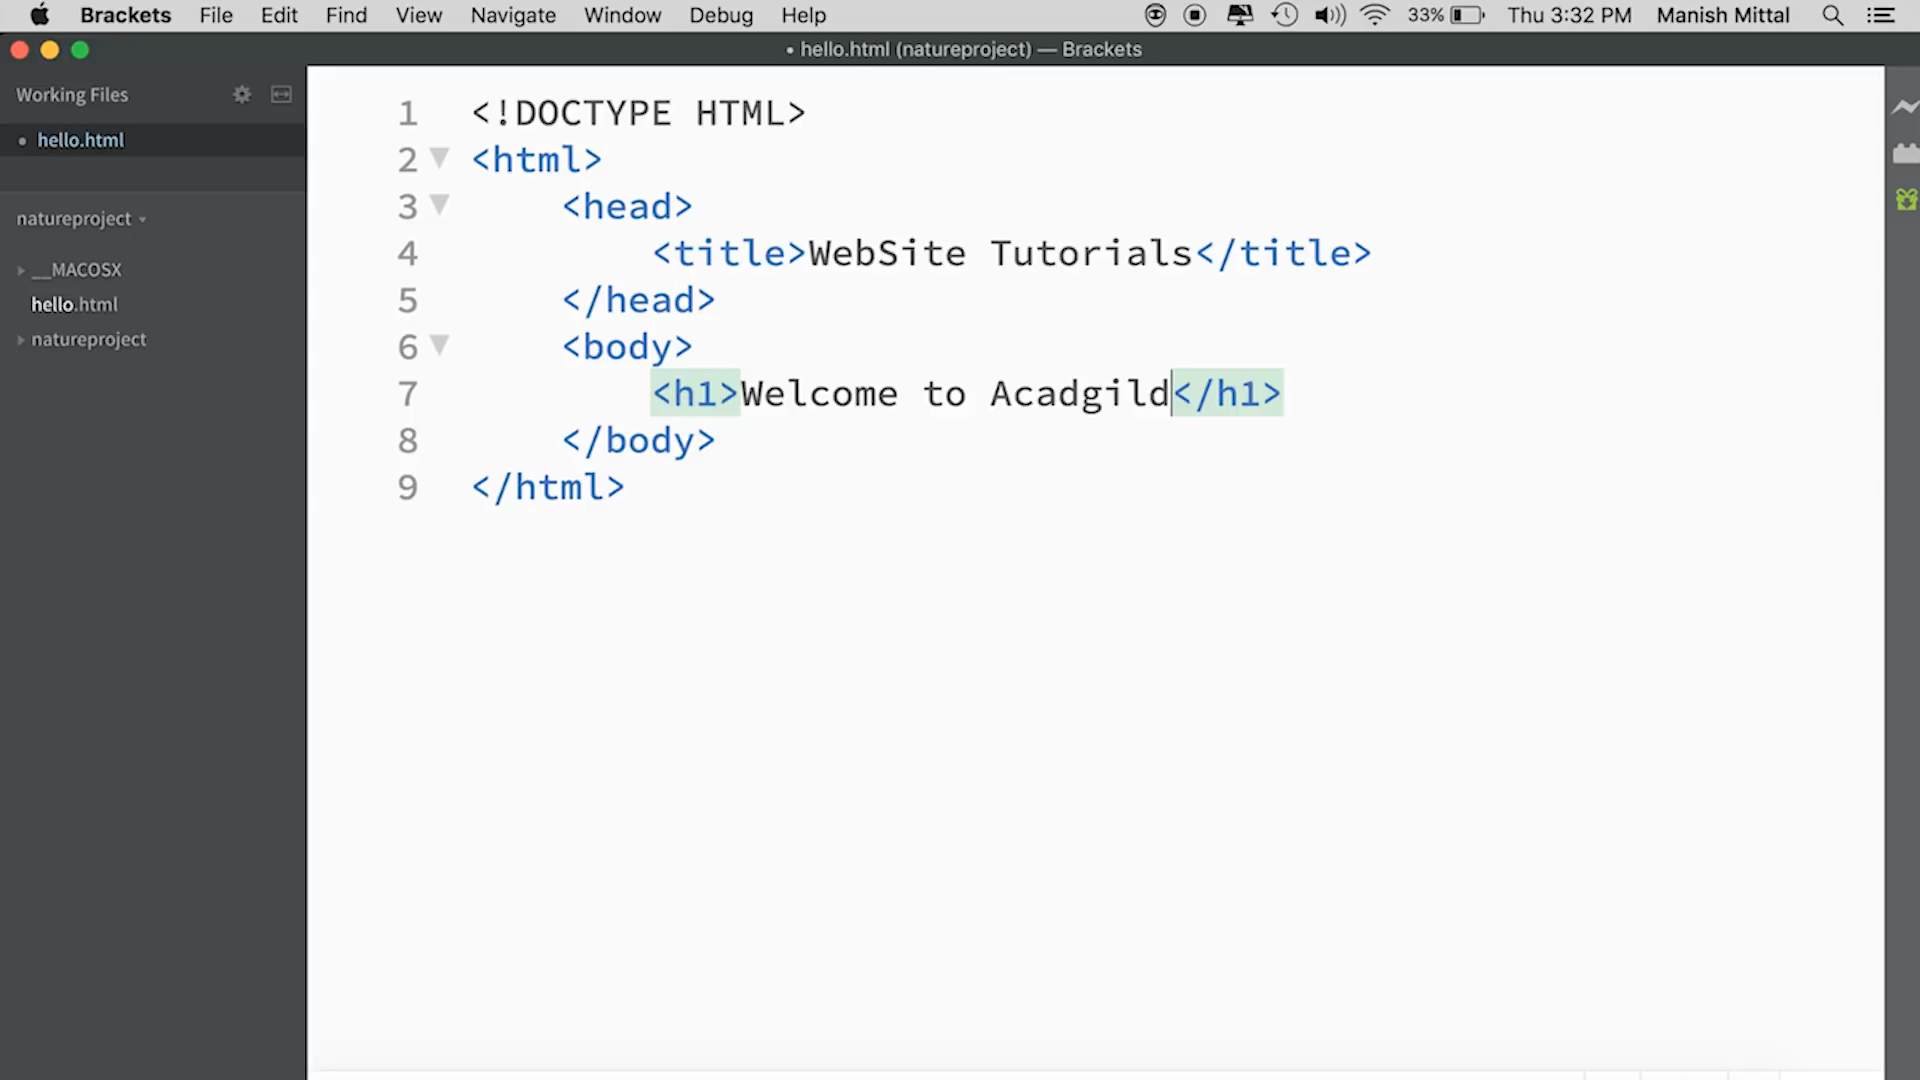 Brackets File Edit Find View Navigate Window Debug Help 33% Thu 3:32 PM Manish Mittal
• hello.html (natureproject) — Brackets
Working Files
• hello.html
natureproject
__MACOSX
hello.html
natureproject
1 <!DOCTYPE HTML>
2 <html>
3 <head>
4 <title>WebSite Tutorials</title>
5 </head>
6 <body>
7 <h1>Welcome to Acadgild</h1>
8 </body>
9 </html>